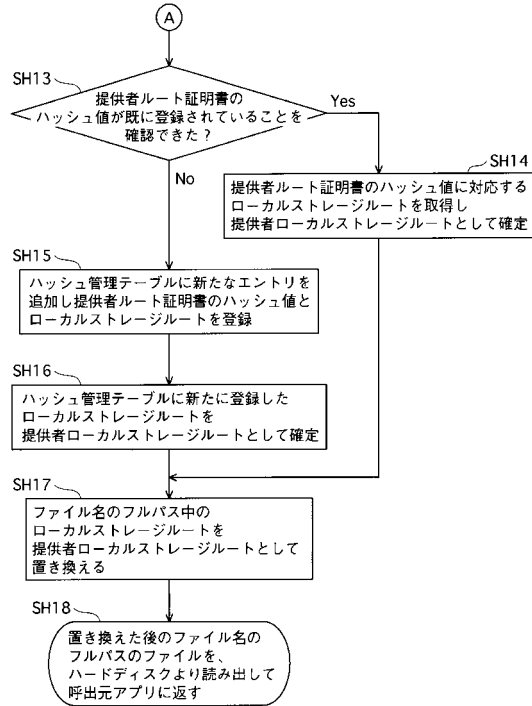 A
SH13
提供者ルート証明書の
ハッシュ値が既に登録されていることを
確認できた？
Yes
No
SH14
提供者ルート証明書のハッシュ値に対応する
ローカルストレージルートを取得し
提供者ローカルストレージルートとして確定
SH15
ハッシュ管理テーブルに新たなエントリを
追加し提供者ルート証明書のハッシュ値と
ローカルストレージルートを登録
SH16
ハッシュ管理テーブルに新たに登録した
ローカルストレージルートを
提供者ローカルストレージルートとして確定
SH17
ファイル名のフルパス中の
ローカルストレージルートを
提供者ローカルストレージルートとして
置き換える
SH18
置き換えた後のファイル名の
フルパスのファイルを、
ハードディスクより読み出して
呼出元アプリに返す